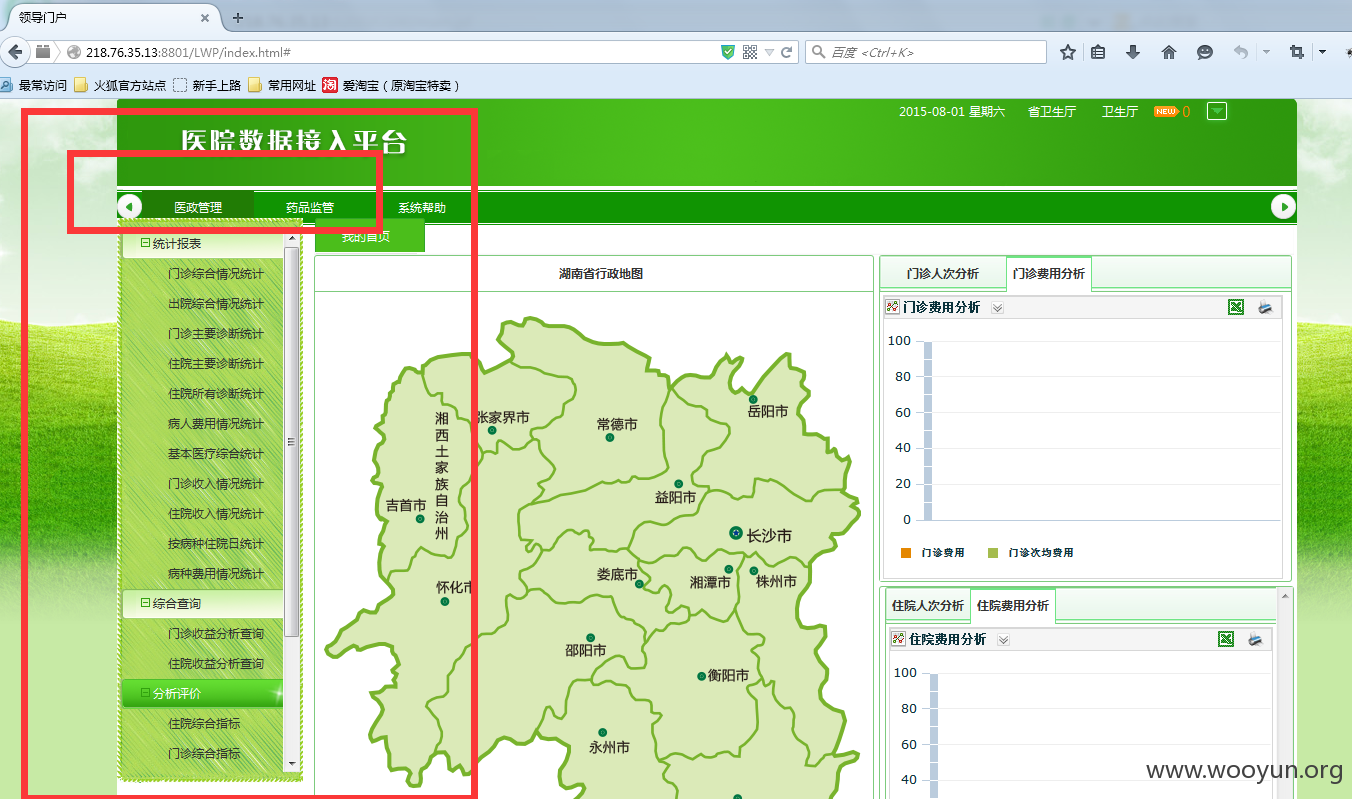 领导门户
218.76.35.13:8801/LWP/index.html#
百度 <Ctrl+K>
最常访问 火狐官方站点 新手上路 常用网址 淘 爱淘宝（原淘宝特卖）
2015-08-01 星期六 省卫生厅 卫生厅 NEW 0
医院数据接入平台
医政管理 药品监管 系统帮助
我的首页
统计报表
门诊综合情况统计
出院综合情况统计
门诊主要诊断统计
住院主要诊断统计
住院所有诊断统计
病人费用情况统计
基本医疗综合统计
门诊收入情况统计
住院收入情况统计
按病种住院日统计
病种费用情况统计
综合查询
门诊收益分析查询
住院收益分析查询
分析评价
住院综合指标
门诊综合指标
湖南省行政地图
张家界市
常德市
岳阳市
湘西土家族自治州
吉首市
益阳市
长沙市
怀化市
娄底市
湘潭市
株州市
邵阳市
衡阳市
永州市
门诊人次分析 门诊费用分析
门诊费用分析
100
80
60
40
20
0
门诊费用 门诊次均费用
住院人次分析 住院费用分析
住院费用分析
100
80
60
40
www.wooyun.org